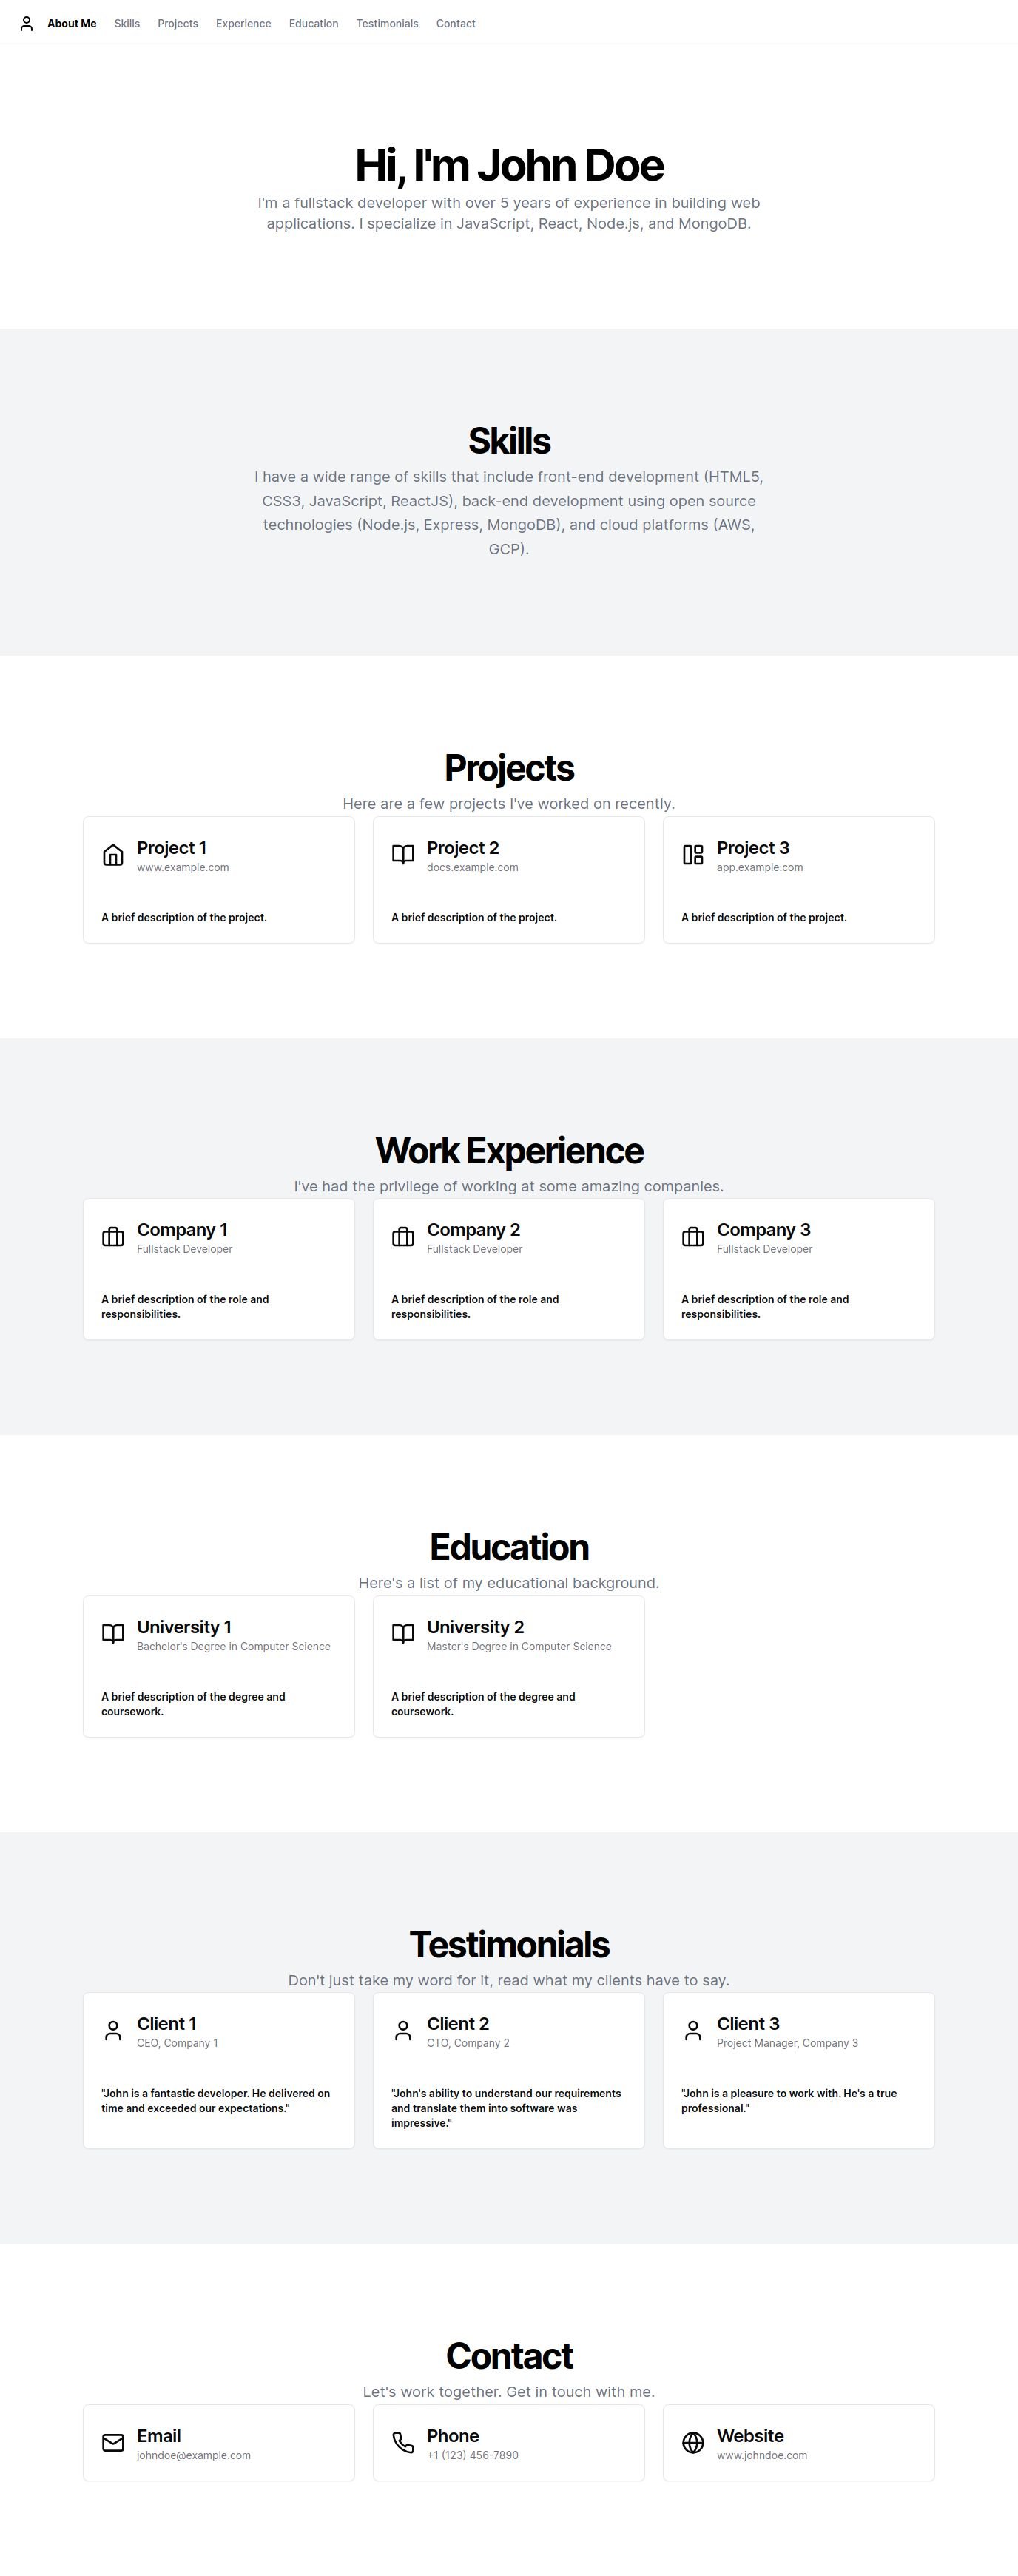 About Me Skills Projects Experience Education Testimonials Contact
Hi, I'm John Doe
I'm a fullstack developer with over 5 years of experience in building web
applications. I specialize in JavaScript, React, Node.js, and MongoDB.
Skills
I have a wide range of skills that include front-end development (HTML5,
CSS3, JavaScript, ReactJS), back-end development using open source
technologies (Node.js, Express, MongoDB), and cloud platforms (AWS,
GCP).
Projects
Here are a few projects I've worked on recently.
Project 1
www.example.com
A brief description of the project.
Project 2
docs.example.com
A brief description of the project.
Project 3
app.example.com
A brief description of the project.
Work Experience
I've had the privilege of working at some amazing companies.
Company 1
Fullstack Developer
A brief description of the role and
responsibilities.
Company 2
Fullstack Developer
A brief description of the role and
responsibilities.
Company 3
Fullstack Developer
A brief description of the role and
responsibilities.
Education
Here's a list of my educational background.
University 1
Bachelor's Degree in Computer Science
A brief description of the degree and
coursework.
University 2
Master's Degree in Computer Science
A brief description of the degree and
coursework.
Testimonials
Don't just take my word for it, read what my clients have to say.
Client 1
CEO, Company 1
"John is a fantastic developer. He delivered on
time and exceeded our expectations."
Client 2
CTO, Company 2
"John's ability to understand our requirements
and translate them into software was
impressive."
Client 3
Project Manager, Company 3
"John is a pleasure to work with. He's a true
professional."
Contact
Let's work together. Get in touch with me.
Email
johndoe@example.com
Phone
+1 (123) 456-7890
Website
www.johndoe.com